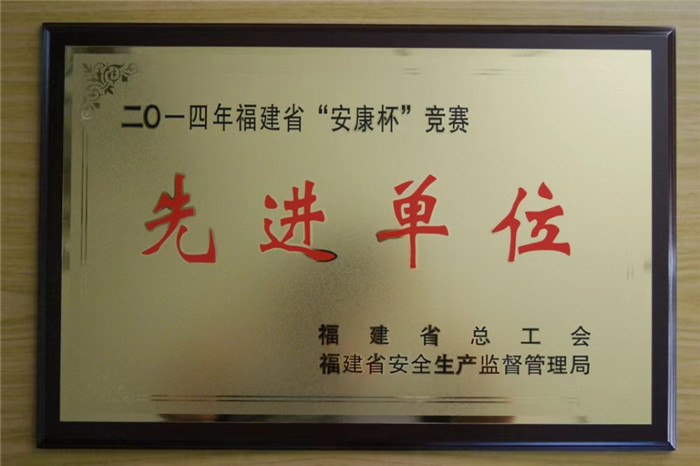 二〇一四年福建省“安康杯”竞赛
先进单位
福建省总工会
福建省安全生产监督管理局